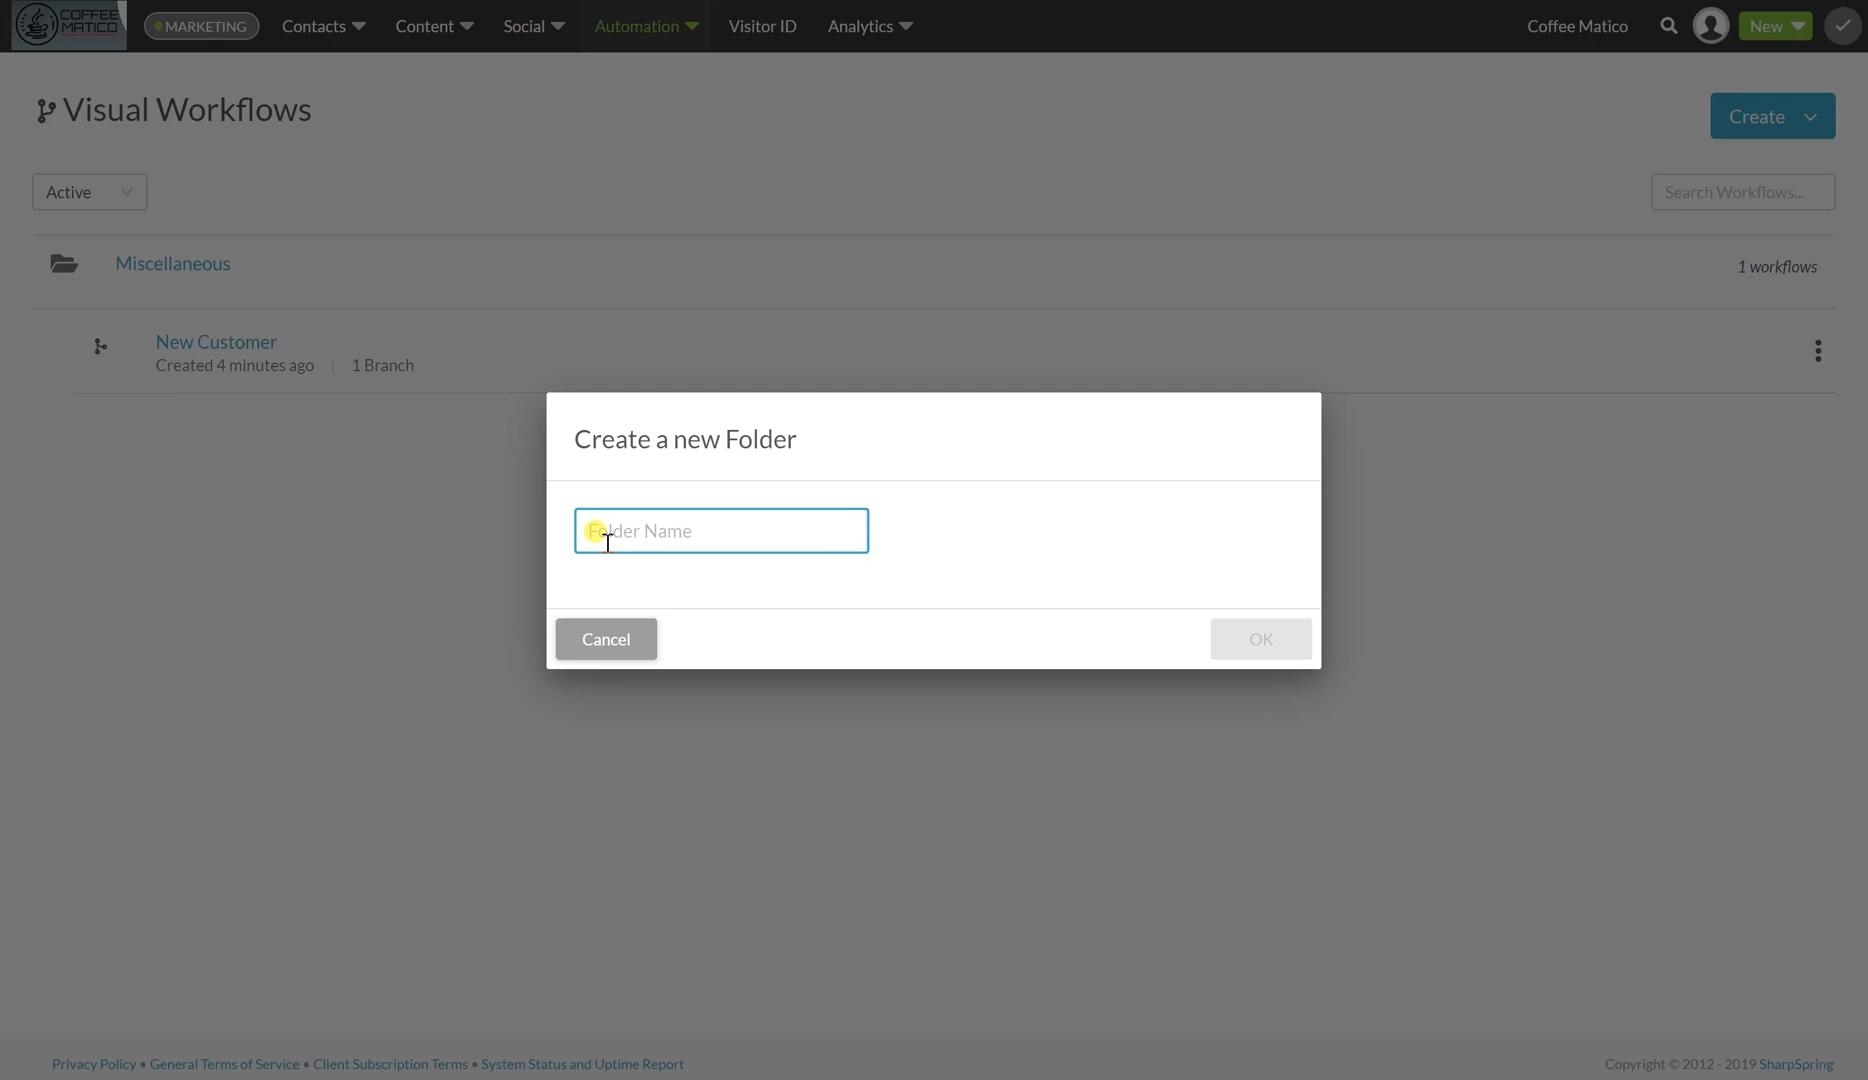 COFFEE
MATICO
MARKETING
Contacts
Content
Social
Automation
Visitor ID
Analytics
Coffee Matico
New
Visual Workflows
Create
Active
Search Workflows...
Miscellaneous
1 workflows
New Customer
Created 4 minutes ago | 1 Branch
Create a new Folder
Folder Name
Cancel
OK
Privacy Policy • General Terms of Service • Client Subscription Terms • System Status and Uptime Report
Copyright © 2012 - 2019 SharpSpring